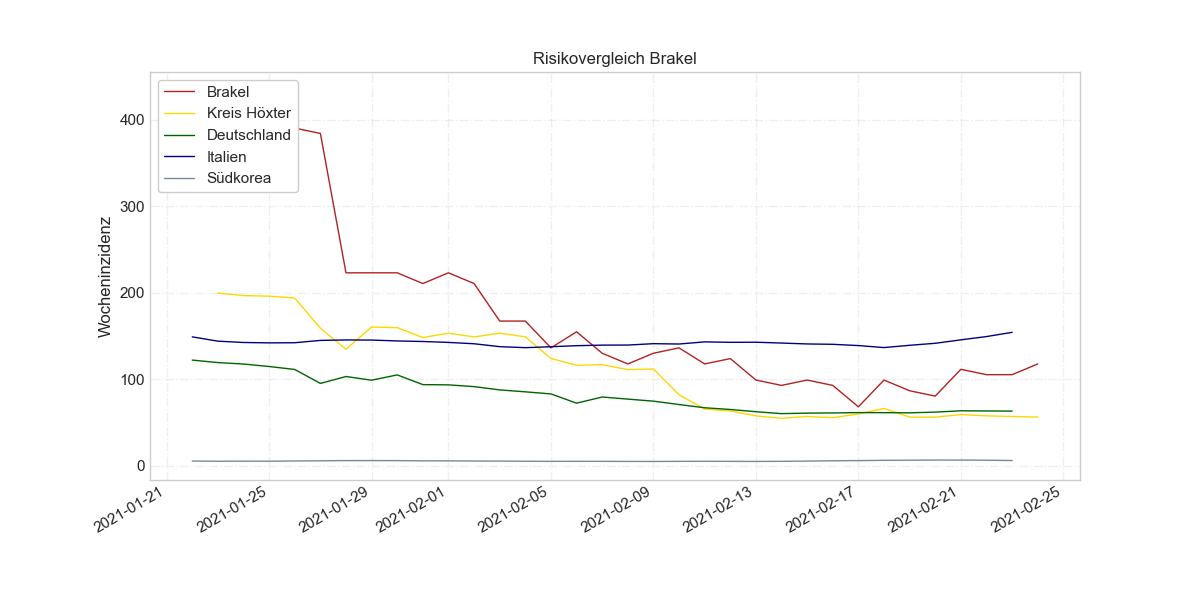 Risikovergleich Brakel
Brakel
Kreis Höxter
Deutschland
Italien
Südkorea
Wocheninzidenz
400
300
200
100
0
2021-01-21
2021-01-25
2021-01-29
2021-02-01
2021-02-05
2021-02-09
2021-02-13
2021-02-17
2021-02-21
2021-02-25